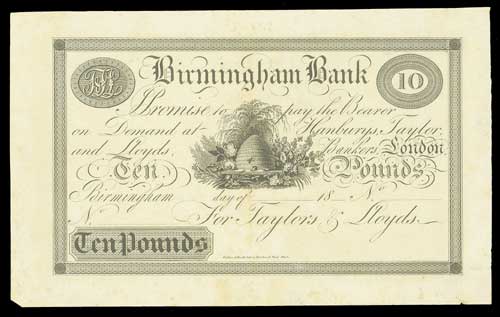 Birmingham Bank
10
I Promise to pay the Bearer
on Demand at Hanburys, Taylor,
and Lloyds, Bankers, London
Ten Pounds
Birmingham day of 18 No
No For Taylors & Lloyds.
Ten Pounds